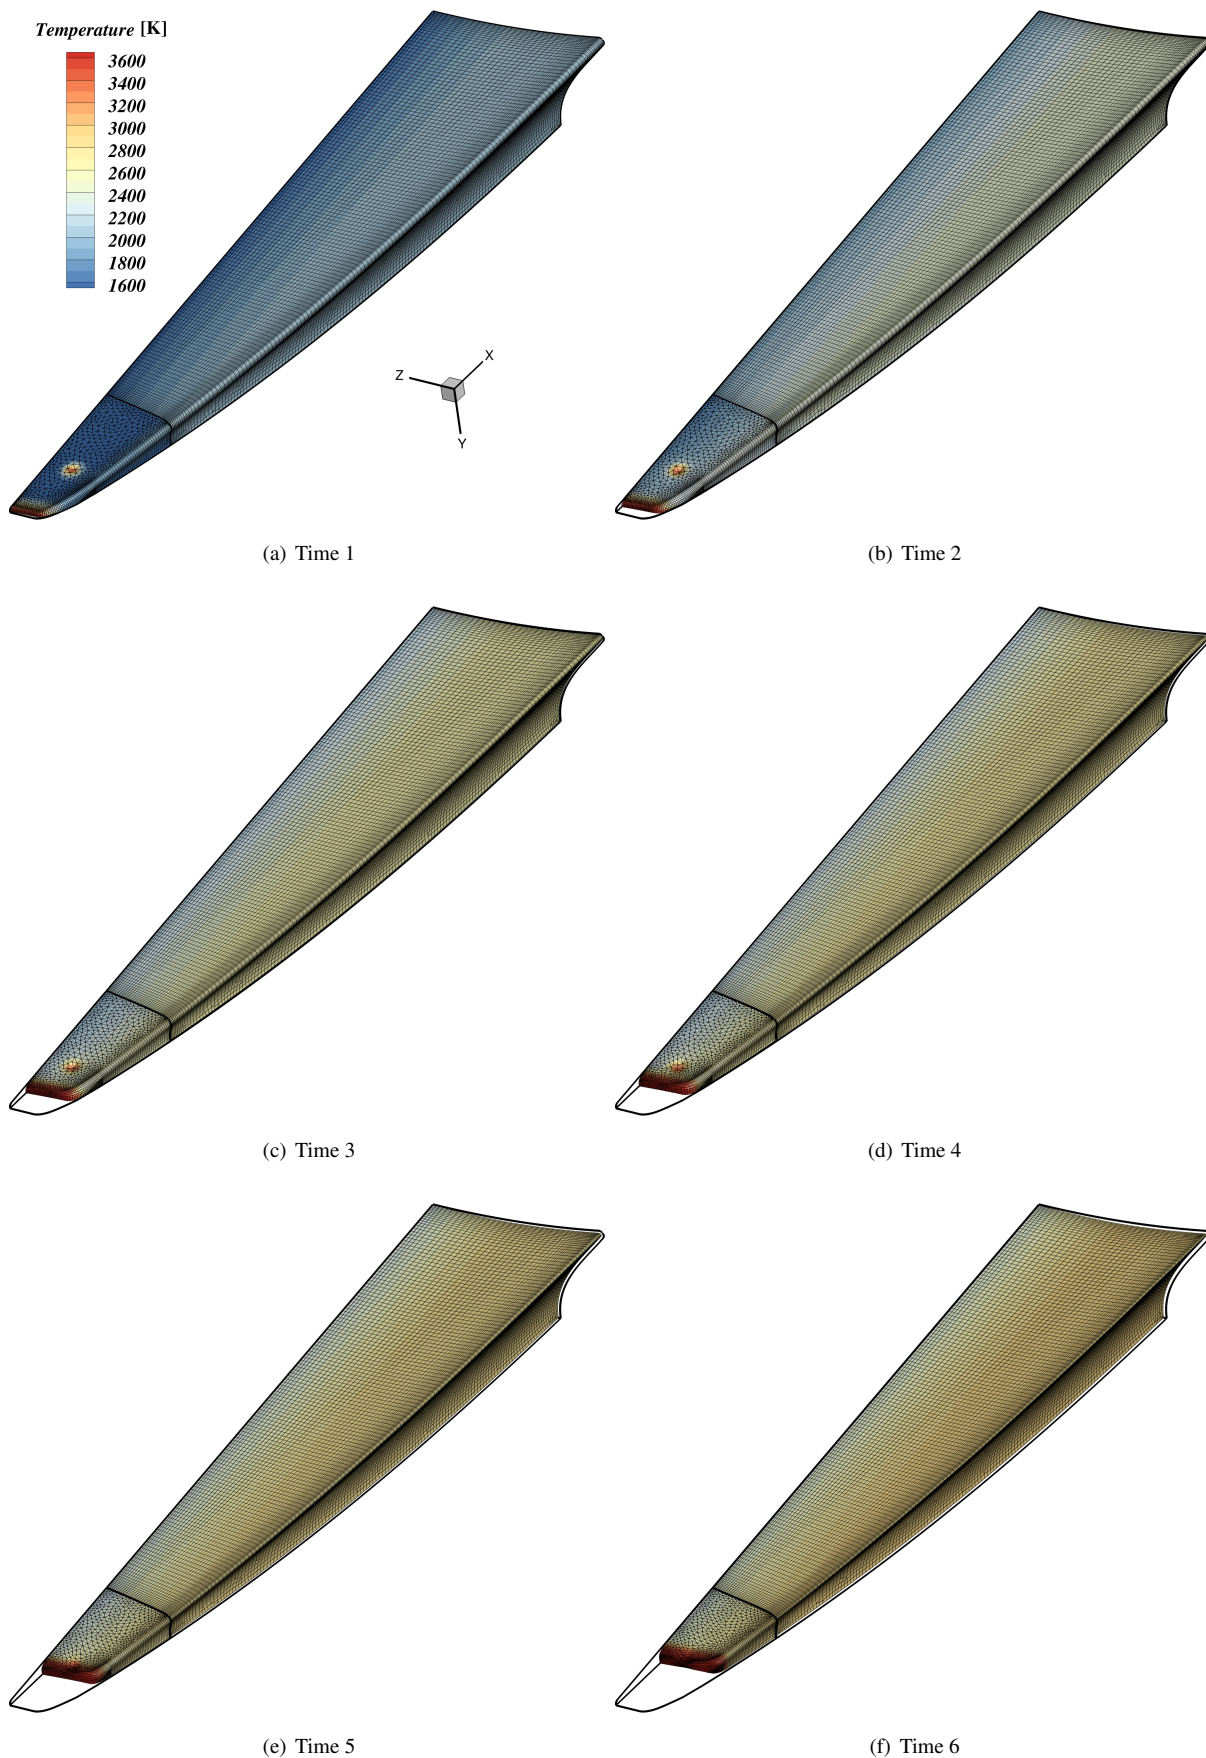 Temperature [K]
3600
3400
3200
3000
2800
2600
2400
2200
2000
1800
1600
X
Z
Y
(a) Time 1
(b) Time 2
(c) Time 3
(d) Time 4
(e) Time 5
(f) Time 6